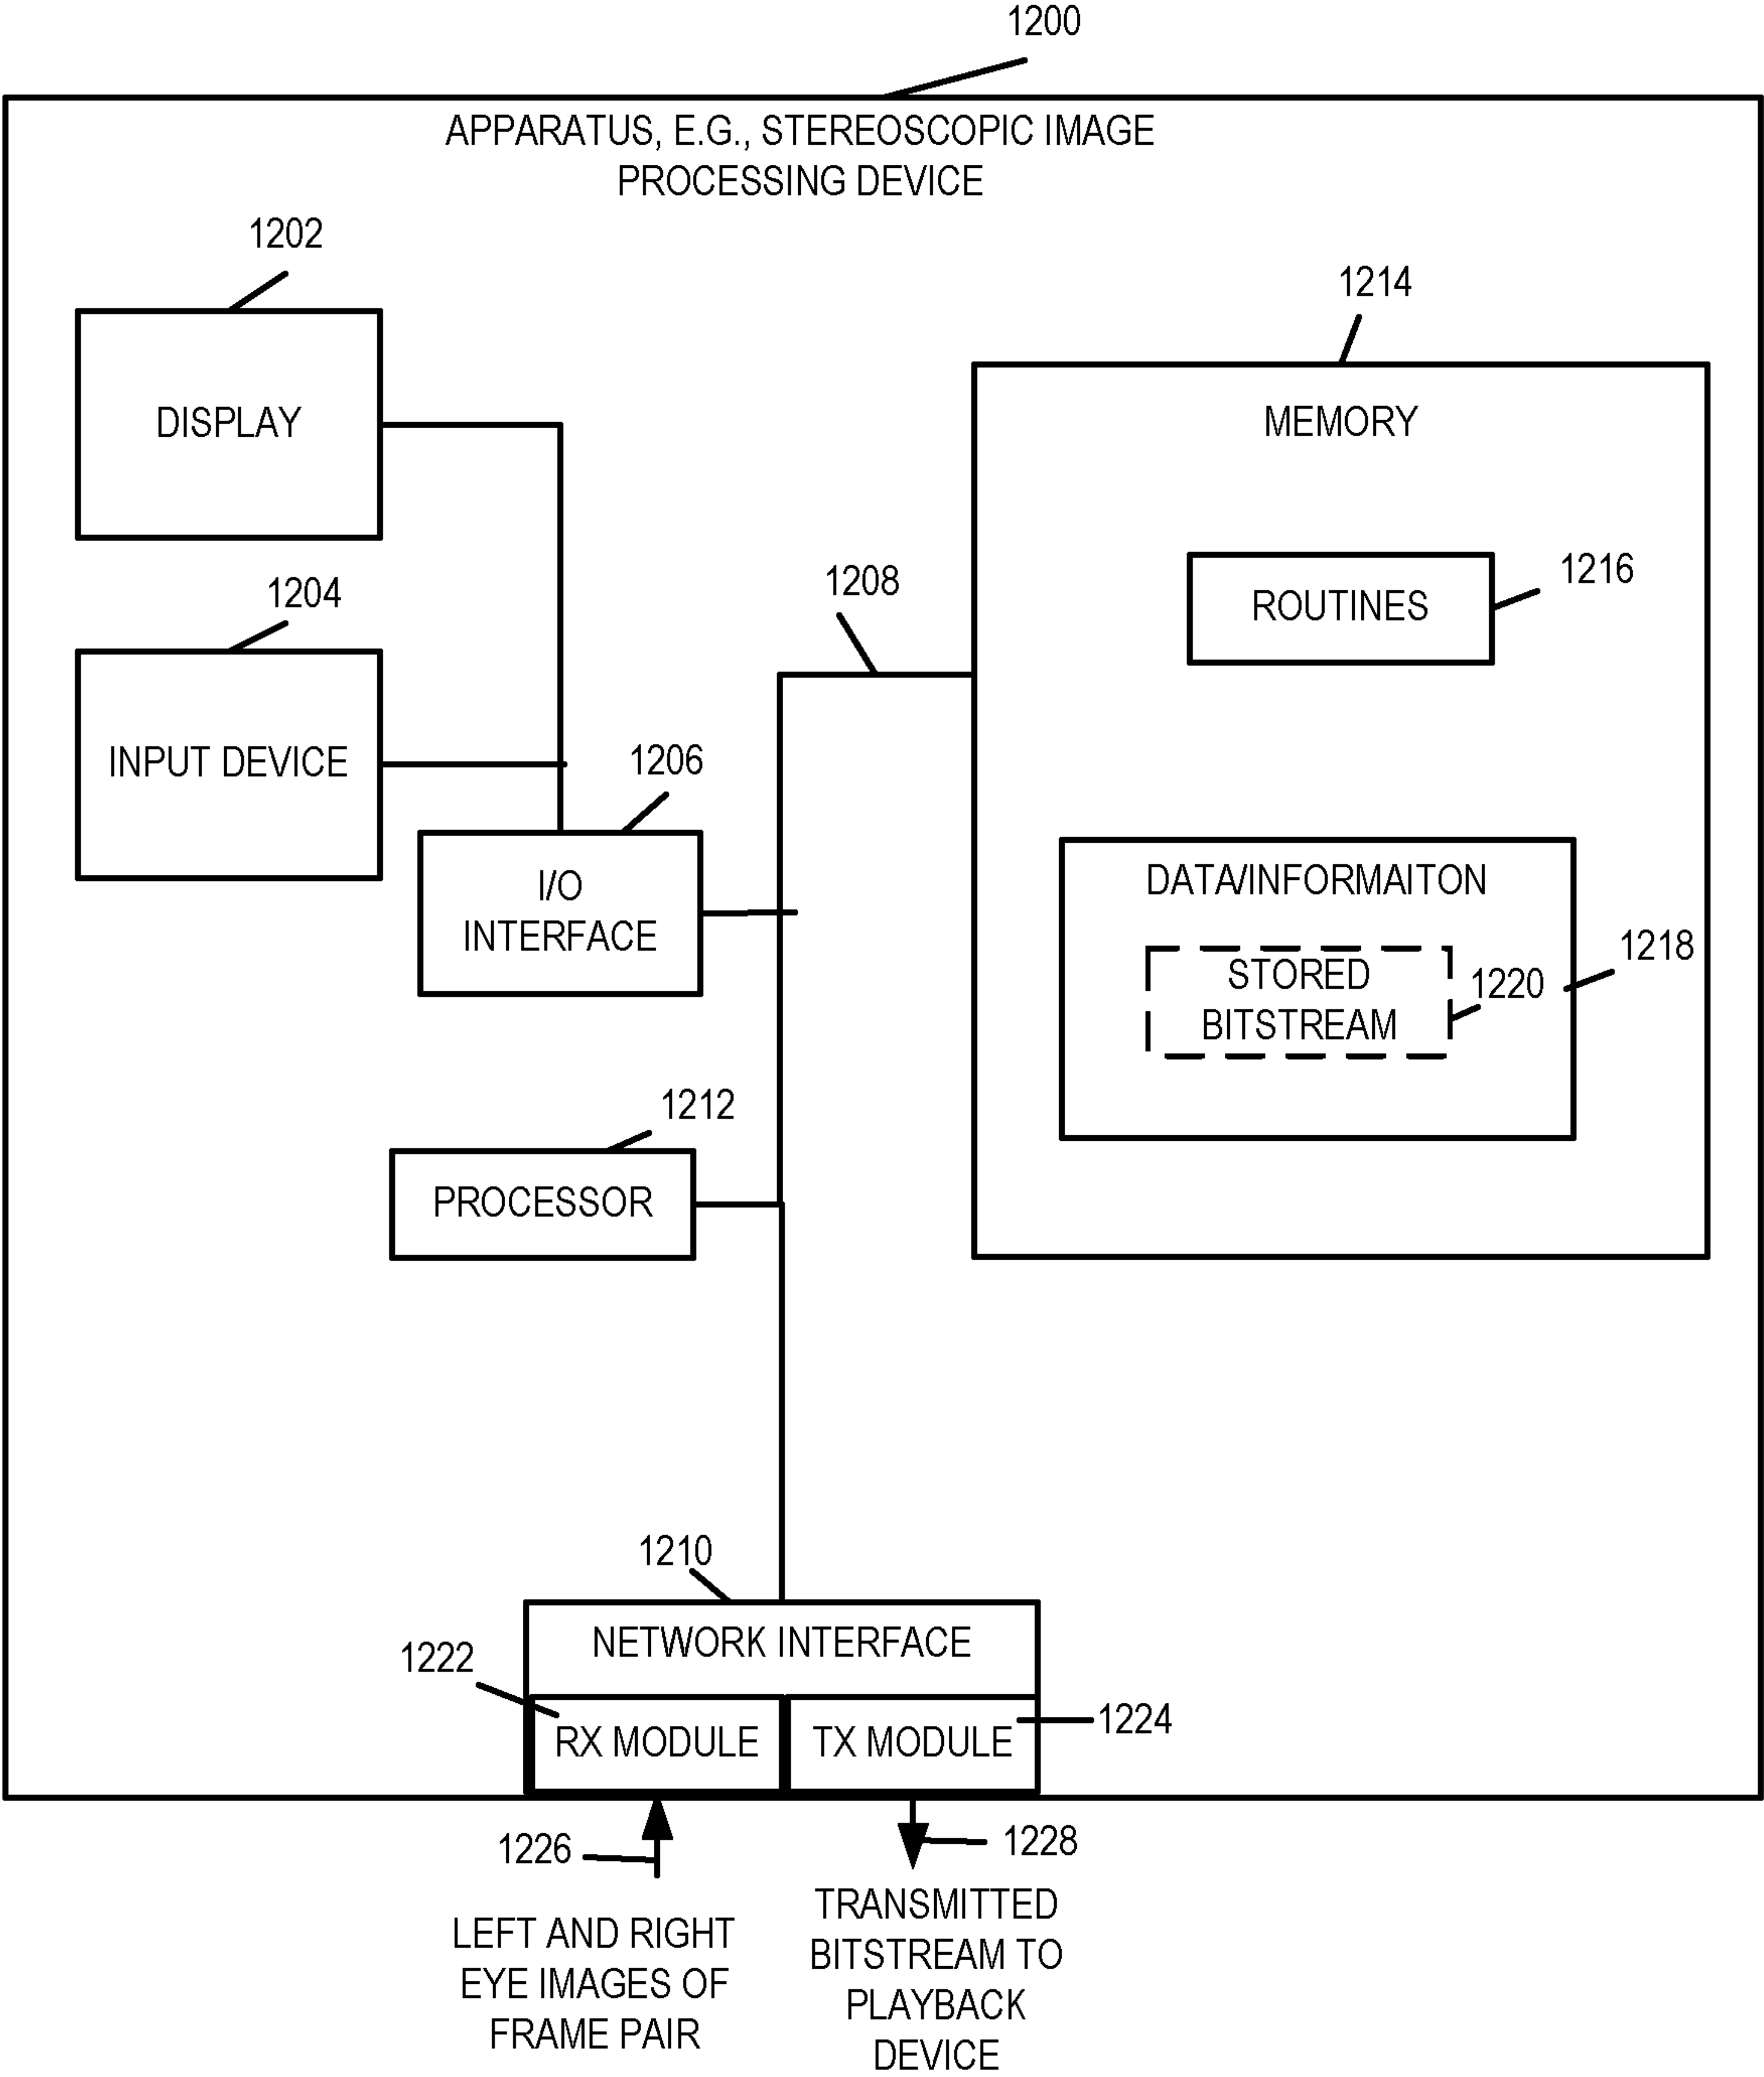 1200
APPARATUS, E.G., STEREOSCOPIC IMAGE
PROCESSING DEVICE
1202
DISPLAY
1204
INPUT DEVICE
1206
I/O
INTERFACE
1208
1214
MEMORY
ROUTINES
1216
DATA/INFORMAITON
1218
STORED
BITSTREAM
1220
1212
PROCESSOR
1210
NETWORK INTERFACE
1222
RX MODULE
TX MODULE
1224
1226
LEFT AND RIGHT
EYE IMAGES OF
FRAME PAIR
1228
TRANSMITTED
BITSTREAM TO
PLAYBACK
DEVICE